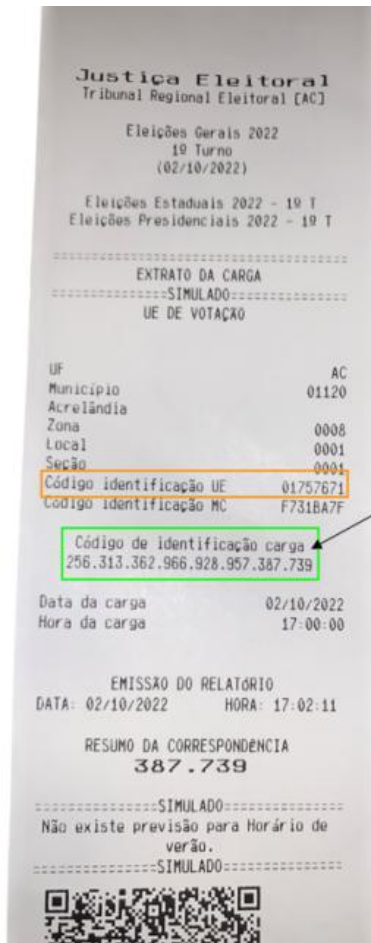 Justiça Eleitoral
Tribunal Regional Eleitoral [AC]
Eleições Gerais 2022
1º Turno
(02/10/2022)
Eleições Estaduais 2022 - 1º T
Eleições Presidenciais 2022 - 1º T
==================================
EXTRATO DA CARGA
==============SIMULADO==============
UE DE VOTAÇÃO
UF AC
Município 01120
Acrelândia
Zona 0008
Local 0001
Seção 0001
Código identificação UE 01757671
Código identificação MC F731BA7F
Código de identificação carga
256.313.362.966.928.957.387.739
Data da carga 02/10/2022
Hora da carga 17:00:00
EMISSÃO DO RELATÓRIO
DATA: 02/10/2022 HORA: 17:02:11
RESUMO DA CORRESPONDÊNCIA
387.739
==============SIMULADO==============
Não existe previsão para Horário de
verão.
==============SIMULADO==============